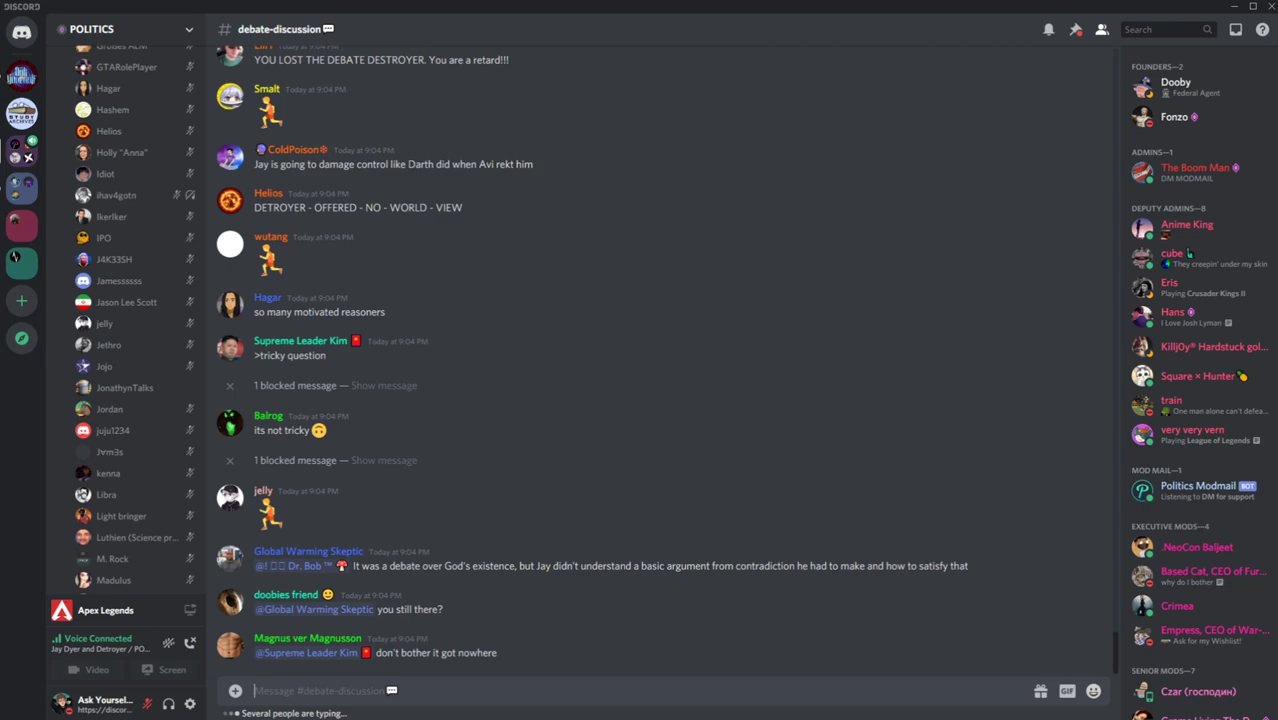 DISCORD
POLITICS
GTARolePlayer
Hagar
Hashem
Helios
Holly "Anna"
Idiot
ihav4gotn
IkerIker
IPO
J4K33SH
Jamessssss
Jason Lee Scott
jelly
Jethro
Jojo
JonathynTalks
Jordan
juju1234
Jvm3s
kenna
Libra
Light bringer
Luthien (Science pr...
M. Rock
Madulus
Apex Legends
Voice Connected
Jay Dyer and Detroyer / PO...
Video
Screen
Ask Yoursel...
https://discor...
# debate-discussion
Search
Today at 9:04 PM
YOU LOST THE DEBATE DESTROYER. You are a retard!!!
Smalt Today at 9:04 PM
ColdPoison❄ Today at 9:04 PM
Jay is going to damage control like Darth did when Avi rekt him
Helios Today at 9:04 PM
DETROYER - OFFERED - NO - WORLD - VIEW
wutang Today at 9:04 PM
Hagar Today at 9:04 PM
so many motivated reasoners
Supreme Leader Kim Today at 9:04 PM
>tricky question
1 blocked message — Show message
Balrog Today at 9:04 PM
its not tricky 🙃
1 blocked message — Show message
jelly Today at 9:04 PM
Global Warming Skeptic Today at 9:04 PM
@! Dr. Bob ™ 🍄 It was a debate over God's existence, but Jay didn't understand a basic argument from contradiction he had to make and how to satisfy that
doobies friend Today at 9:04 PM
@Global Warming Skeptic you still there?
Magnus ver Magnusson Today at 9:04 PM
@Supreme Leader Kim don't bother it got nowhere
Message #debate-discussion
GIF
Several people are typing...
FOUNDERS—2
Dooby
Federal Agent
Fonzo
ADMINS—1
The Boom Man
DM MODMAIL
DEPUTY ADMINS—8
Anime King
cube
They creepin' under my skin
Eris
Playing Crusader Kings II
Hans
I Love Josh Lyman
Killj0y® Hardstuck gol...
Square × Hunter🍍
train
One man alone can't defea...
very very vern
Playing League of Legends
MOD MAIL—1
Politics Modmail BOT
Listening to DM for support
EXECUTIVE MODS—4
.NeoCon Baljeet
Based Cat, CEO of Fur...
why do I bother
Crimea
Empress, CEO of War-...
Ask for my Wishlist!
SENIOR MODS—7
Czar (господин)